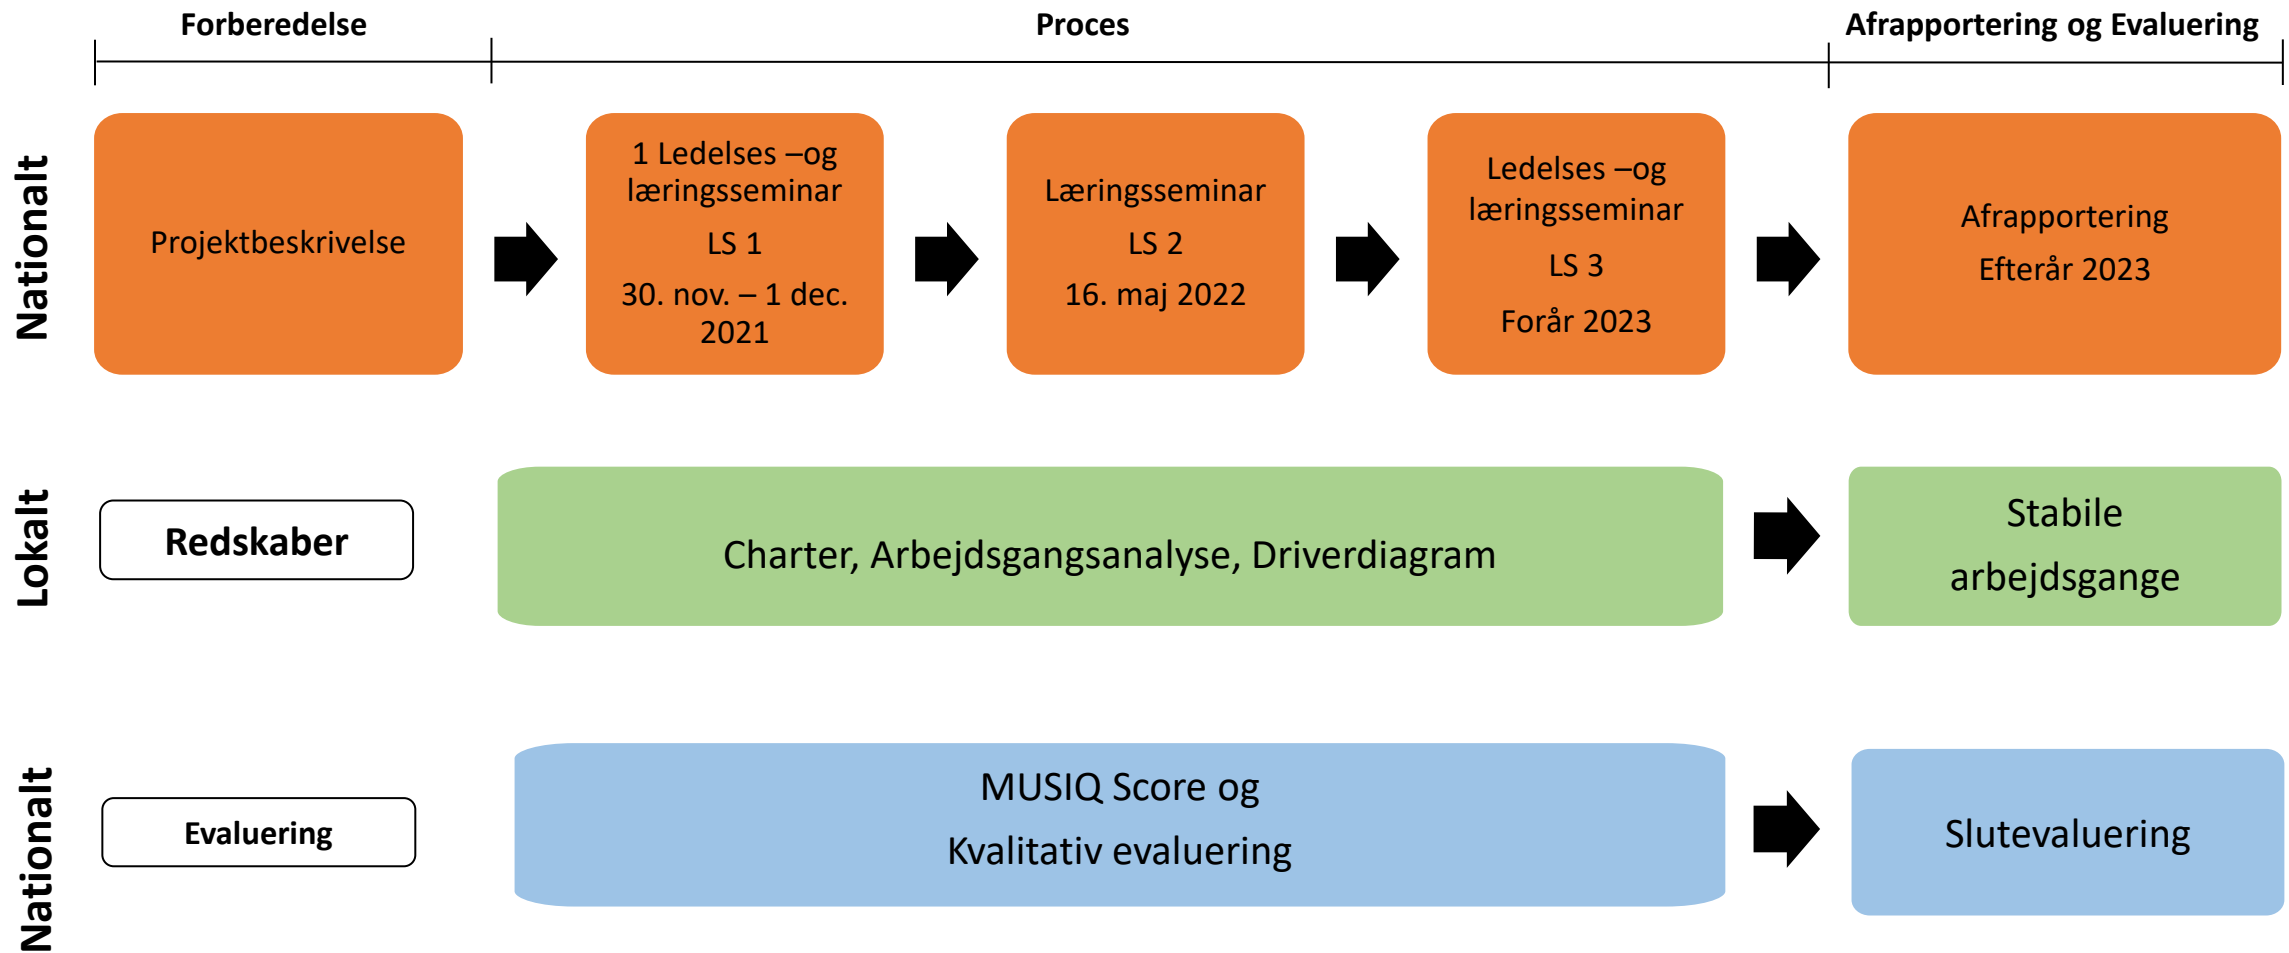 Forberedelse
Proces
Afrapportering og Evaluering
Nationalt
Projektbeskrivelse
1 Ledelses –og
læringsseminar
LS 1
30. nov. – 1 dec.
2021
Læringsseminar
LS 2
16. maj 2022
Ledelses –og
læringsseminar
LS 3
Forår 2023
Afrapportering
Efterår 2023
Lokalt
Redskaber
Charter, Arbejdsgangsanalyse, Driverdiagram
Stabile
arbejdsgange
Nationalt
Evaluering
MUSIQ Score og
Kvalitativ evaluering
Slutevaluering